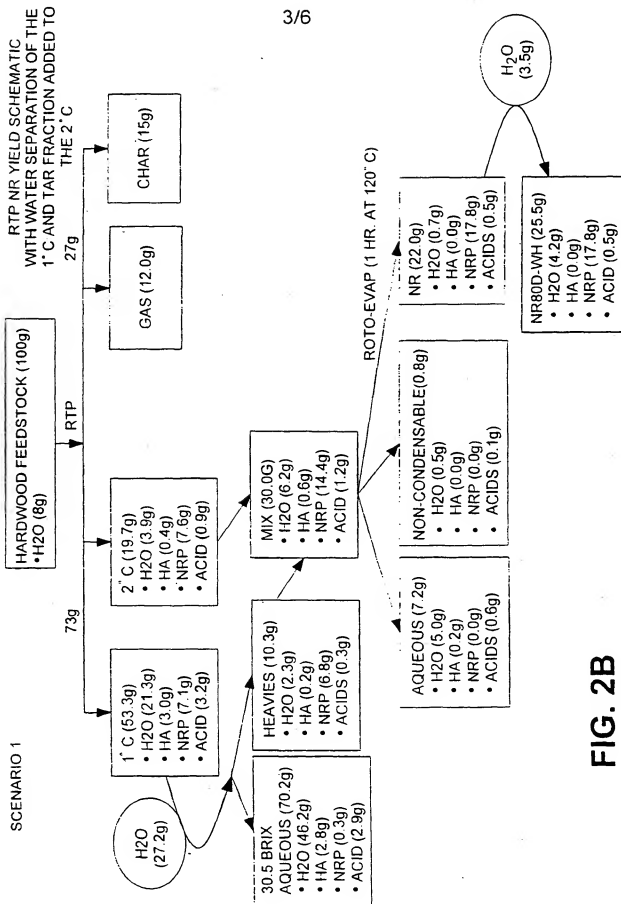 3/6
RTP NR YIELD SCHEMATIC
WITH WATER SEPARATION OF THE
1° C AND TAR FRACTION ADDED TO
THE 2° C
SCENARIO 1
HARDWOOD FEEDSTOCK (100g)
•H2O (8g)
RTP
73g
27g
1° C (53.3g)
• H2O (21.3g)
• HA (3.0g)
• NRP (7.1g)
• ACID (3.2g)
2° C (19.7g)
• H2O (3.9g)
• HA (0.4g)
• NRP (7.6g)
• ACID (0.9g)
GAS (12.0g)
CHAR (15g)
H2O
(27.2g)
30.5 BRIX
AQUEOUS (70.2g)
• H2O (46.2g)
• HA (2.8g)
• NRP (0.3g)
• ACID (2.9g)
HEAVIES (10.3g)
• H2O (2.3g)
• HA (0.2g)
• NRP (6.8g)
• ACIDS (0.3g)
MIX (30.0G)
• H2O (6.2g)
• HA (0.6g)
• NRP (14.4g)
• ACID (1.2g)
ROTO-EVAP (1 HR. AT 120° C)
AQUEOUS (7.2g)
• H2O (5.0g)
• HA (0.2g)
• NRP (0.0g)
• ACIDS (0.6g)
NON-CONDENSABLE(0.8g)
• H2O (0.5g)
• HA (0.0g)
• NRP (0.0g)
• ACIDS (0.1g)
NR (22.0g)
• H2O (0.7g)
• HA (0.0g)
• NRP (17.8g)
• ACIDS (0.5g)
H2O
(3.5g)
NR80D-WH (25.5g)
• H2O (4.2g)
• HA (0.0g)
• NRP (17.8g)
• ACID (0.5g)
FIG. 2B